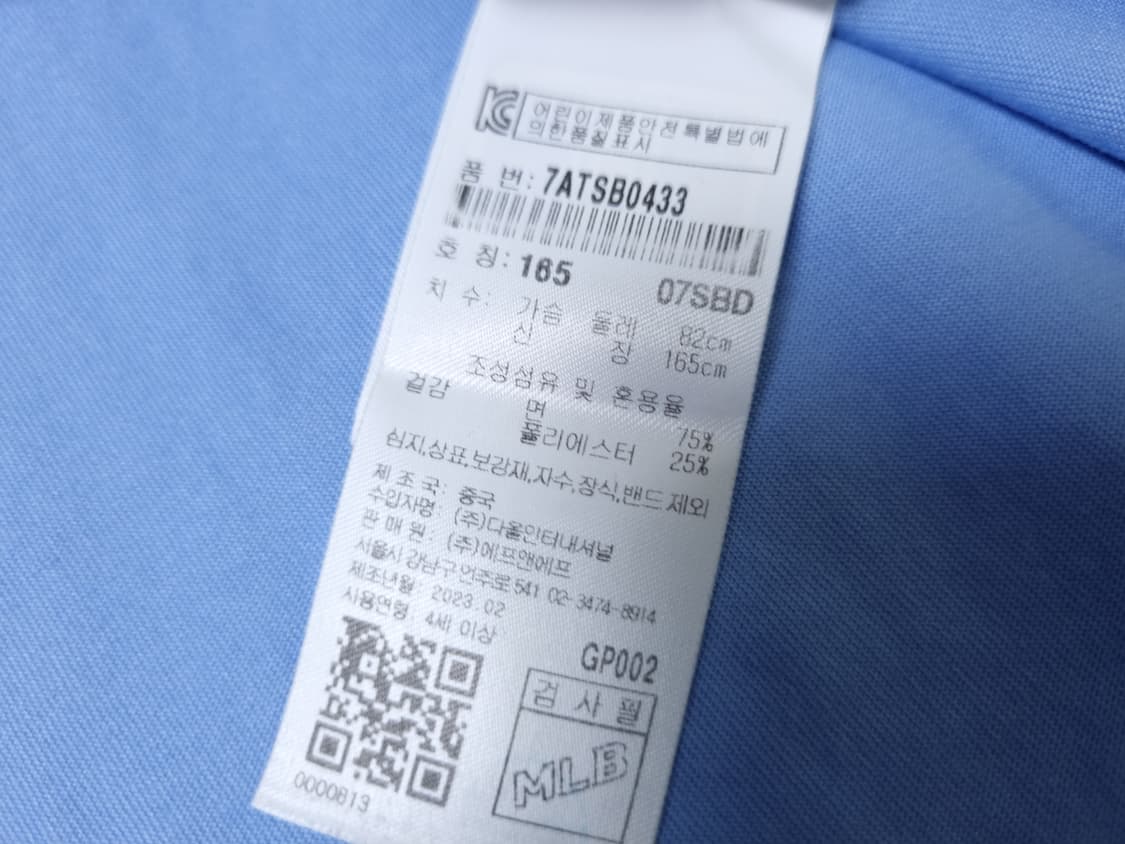 KC
어린이제품안전특별법에
의한품질표시
품 번: 7ATSB0433
호 칭: 165 07SBD
치 수: 가슴 둘레 82cm
신 장 165cm
조성섬유 및 혼용율
겉감 면 75%
폴리에스터 25%
심지,상표,보강재,자수,장식,밴드 제외
제 조 국: 중국
수입자명: (주)다올인터내셔널
판 매 원: (주)에프앤에프
서울시 강남구 언주로 541 02-3474-8914
제조년월: 2023.02
사용연령: 4세 이상
GP002
검 사 필
MLB
0000813